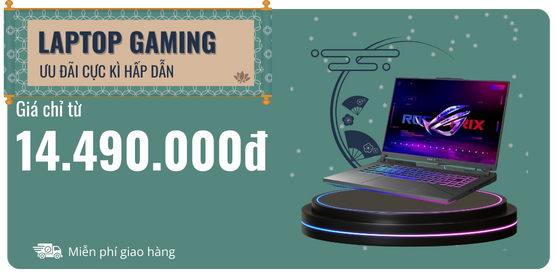 LAPTOP GAMING
ƯU ĐÃI CỰC KÌ HẤP DẪN
Giá chỉ từ
14.490.000đ
Miễn phí giao hàng